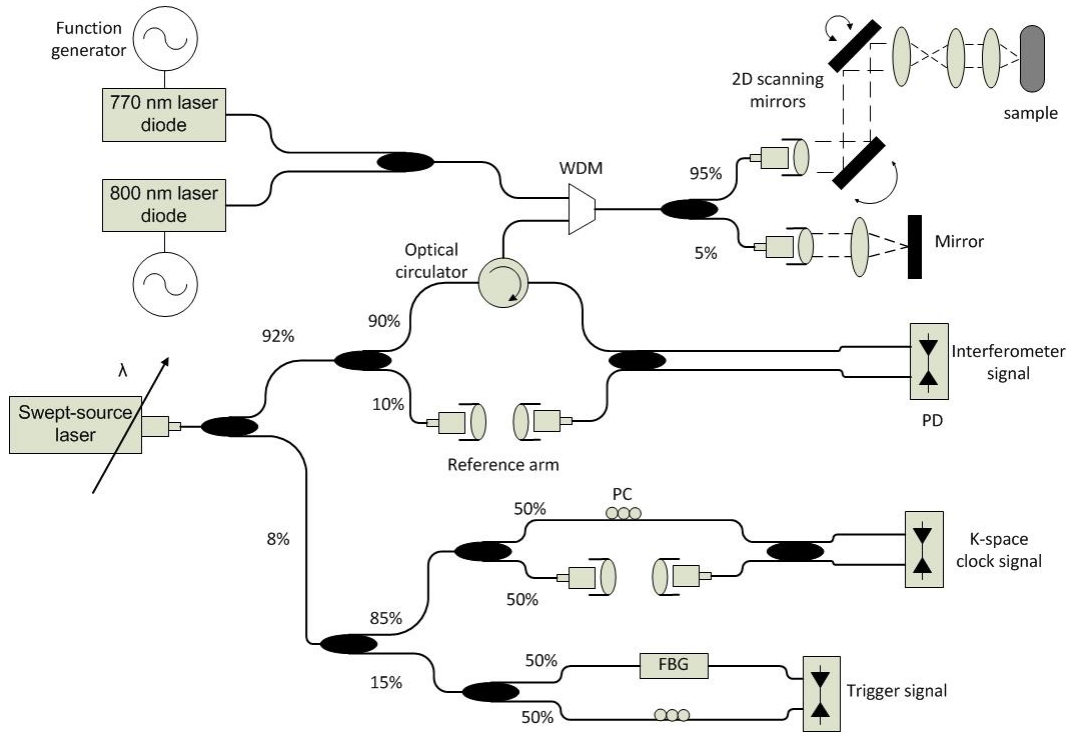 Function
generator
770 nm laser
diode
800 nm laser
diode
2D scanning
mirrors
sample
WDM
95%
5%
Mirror
Optical
circulator
92%
90%
10%
λ
Swept-source
laser
Reference arm
Interferometer
signal
PD
8%
50%
PC
50%
K-space
clock signal
85%
15%
50%
FBG
50%
Trigger signal